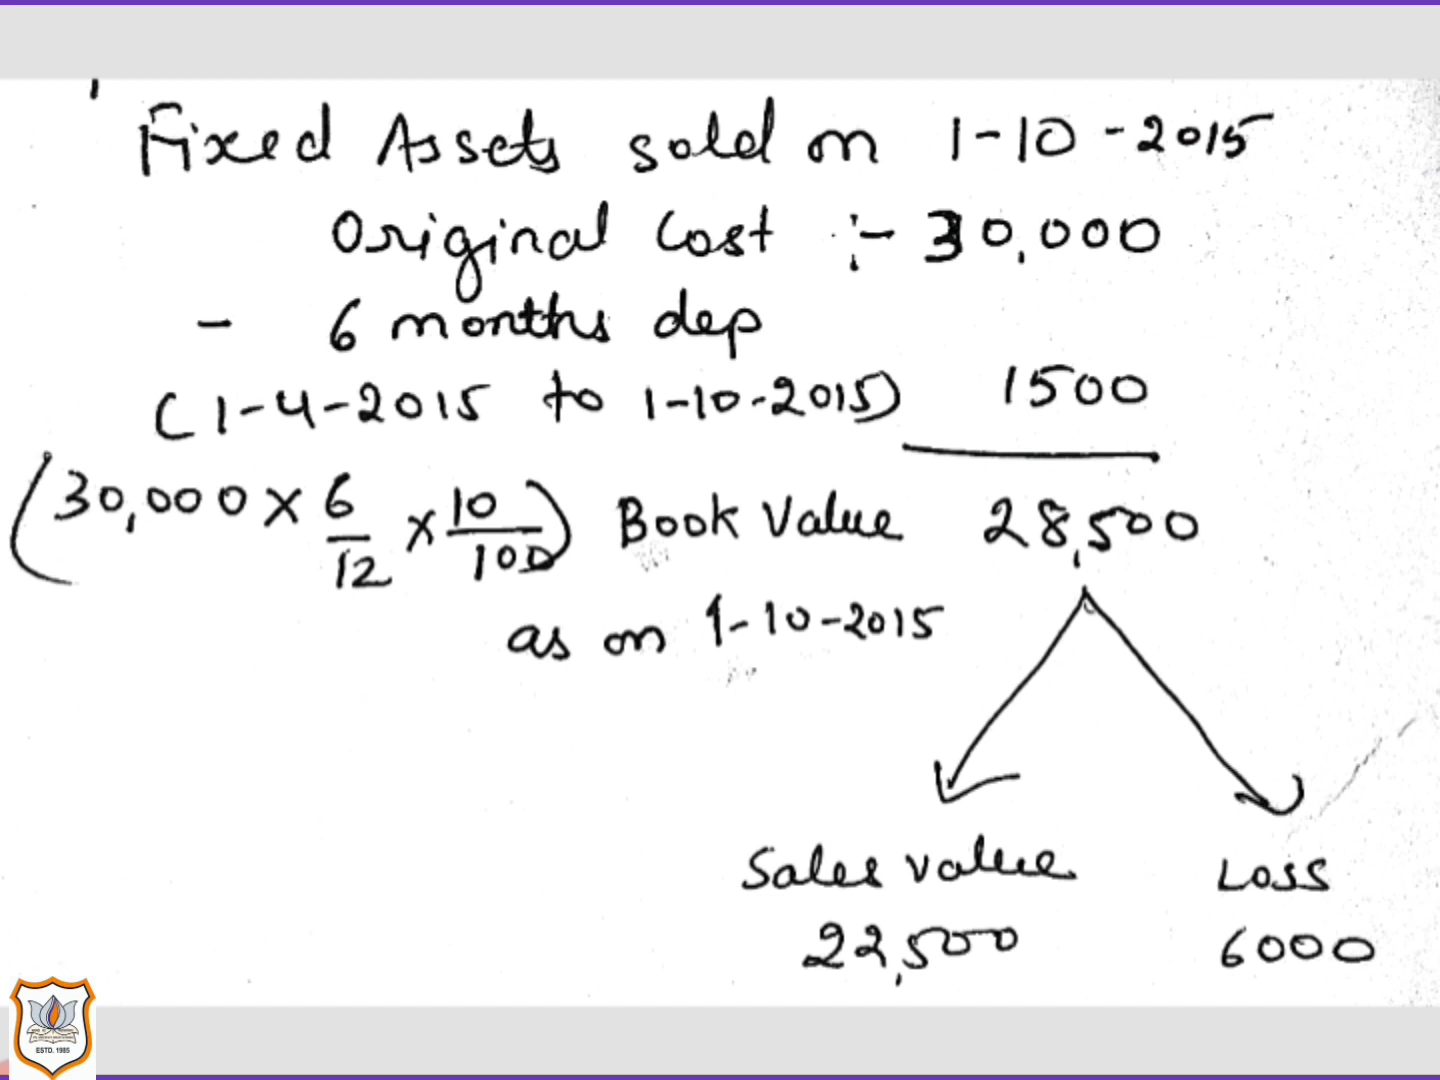 Fixed Assets sold on 1-10-2015
Original Cost :- 30,000
- 6 months dep
(1-4-2015 to 1-10-2015) 1500
(30,000 x 6/12 x 10/100) Book Value 28,500
as on 1-10-2015
Sales value Loss
22,500 6000
ESTD. 1985